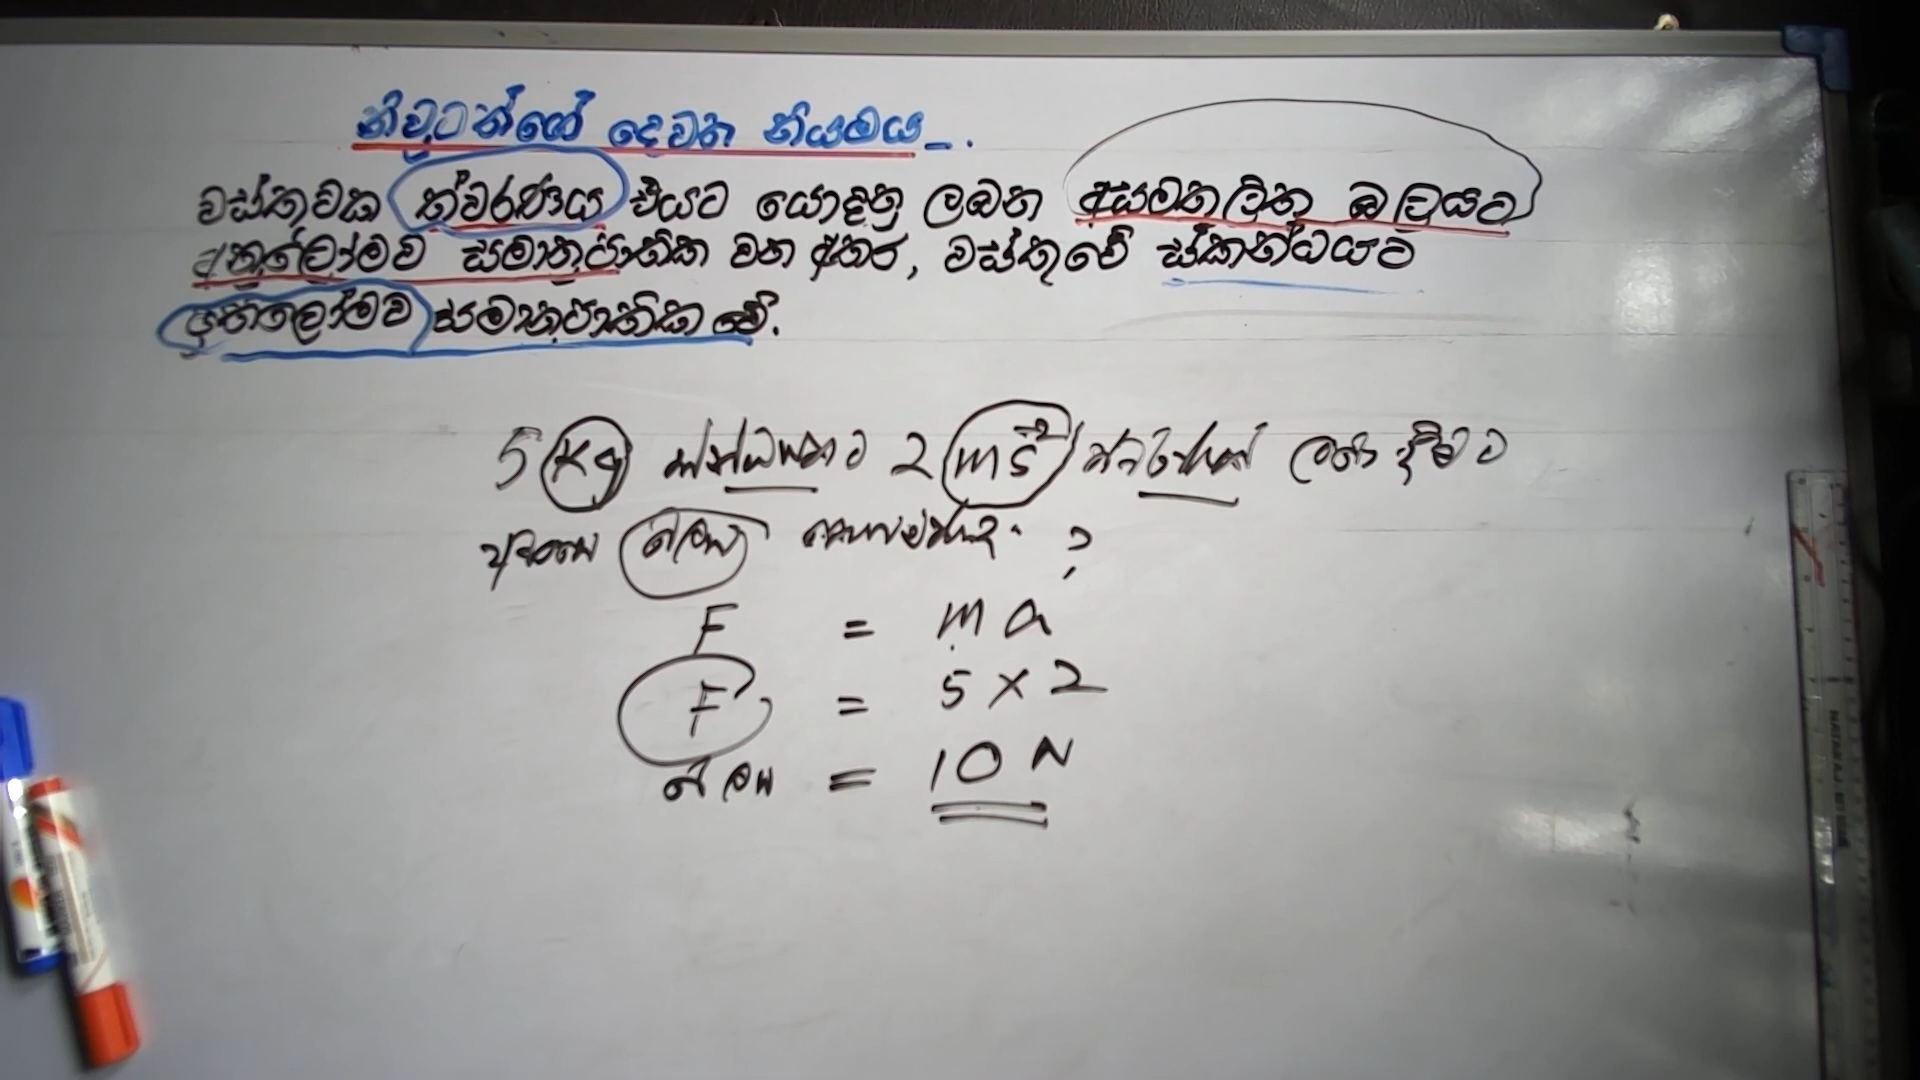 නිව්ටන්ගේ දෙවන නියමය
වස්තුවක ත්වරණය එයට යොදනු ලබන අසමතුලිත බලයට
අනුලෝමව සමානුපාතික වන අතර, වස්තුවේ ස්කන්ධයට
ප්‍රතිලෝමව සමානුපාතික වේ.
5 Kg ස්කන්ධයකට 2 ms⁻² ත්වරණයක් ලබා දීමට
අවශ්‍ය බලය කොපමණද ?
F = ma
F = 5 × 2
බලය = 10 N